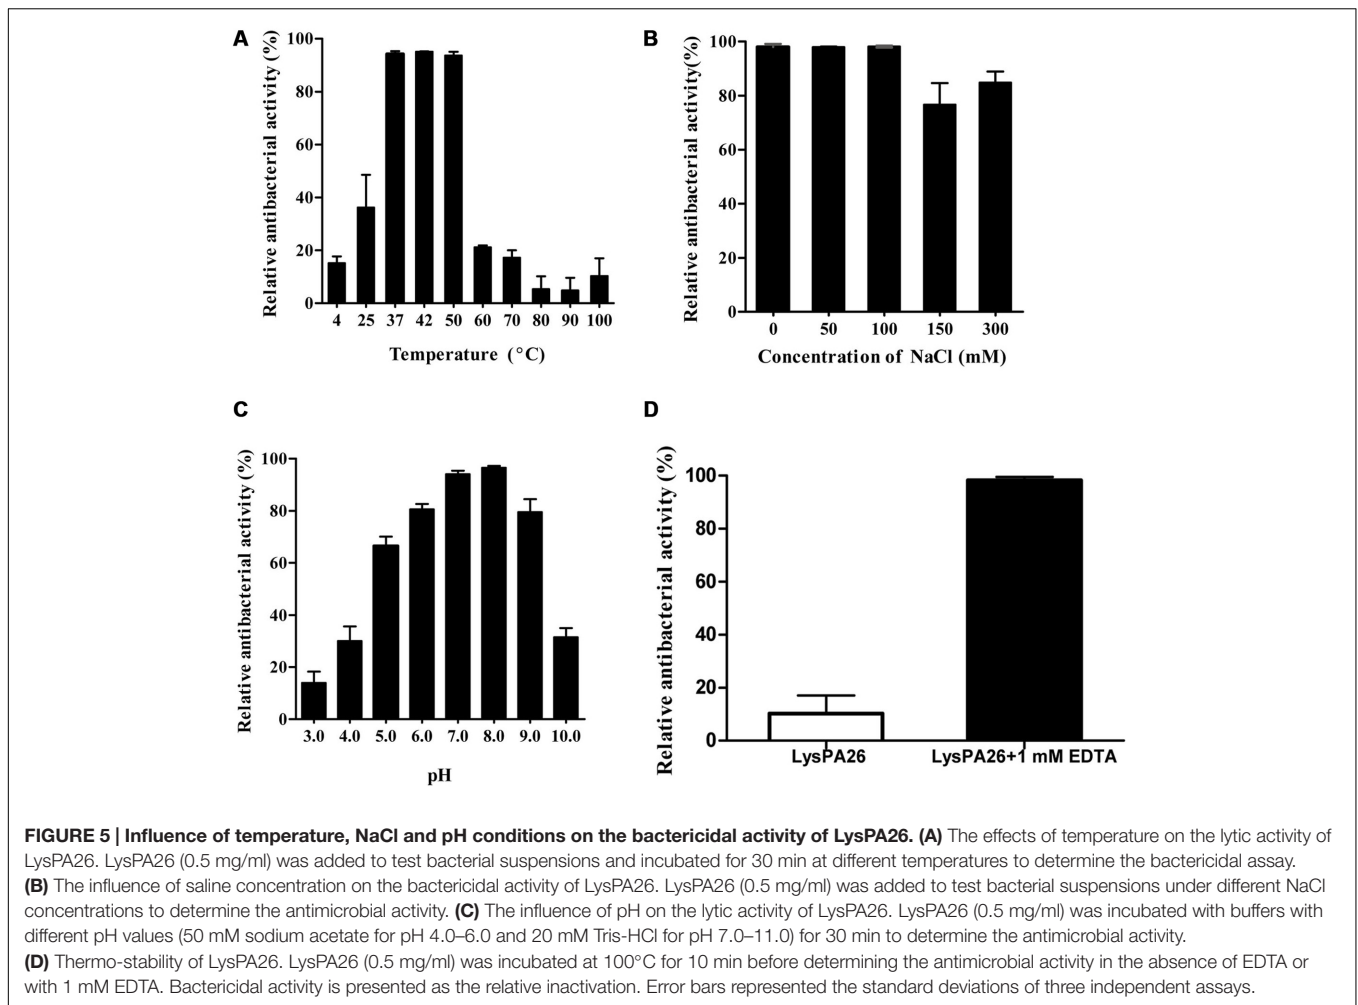 A
Relative antibacterial activity (%)
100
80
60
40
20
0
4 25 37 42 50 60 70 80 90 100
Temperature (°C)
B
Relative antibacterial activity(%)
100
80
60
40
20
0
0 50 100 150 300
Concentration of NaCl (mM)
C
Relative antibacterial activity (%)
100
80
60
40
20
0
3.0 4.0 5.0 6.0 7.0 8.0 9.0 10.0
pH
D
Relative antibacterial activity (%)
100
80
60
40
20
0
LysPA26 LysPA26+1 mM EDTA
FIGURE 5 | Influence of temperature, NaCl and pH conditions on the bactericidal activity of LysPA26. (A) The effects of temperature on the lytic activity of
LysPA26. LysPA26 (0.5 mg/ml) was added to test bacterial suspensions and incubated for 30 min at different temperatures to determine the bactericidal assay.
(B) The influence of saline concentration on the bactericidal activity of LysPA26. LysPA26 (0.5 mg/ml) was added to test bacterial suspensions under different NaCl
concentrations to determine the antimicrobial activity. (C) The influence of pH on the lytic activity of LysPA26. LysPA26 (0.5 mg/ml) was incubated with buffers with
different pH values (50 mM sodium acetate for pH 4.0–6.0 and 20 mM Tris-HCl for pH 7.0–11.0) for 30 min to determine the antimicrobial activity.
(D) Thermo-stability of LysPA26. LysPA26 (0.5 mg/ml) was incubated at 100°C for 10 min before determining the antimicrobial activity in the absence of EDTA or
with 1 mM EDTA. Bactericidal activity is presented as the relative inactivation. Error bars represented the standard deviations of three independent assays.